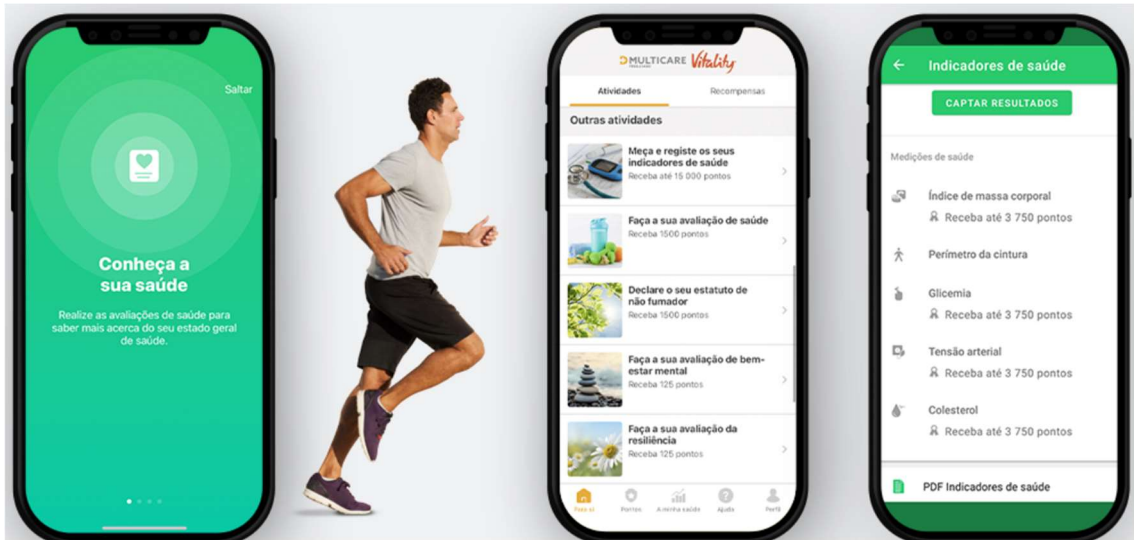 Saltar
Conheça a
sua saúde
Realize as avaliações de saúde para
saber mais acerca do seu estado geral
de saúde.
MULTICARE Vitality
Atividades
Recompensas
Outras atividades
Meça e registe os seus
indicadores de saúde
Receba até 15 000 pontos
Faça a sua avaliação de saúde
Receba 1500 pontos
Declare o seu estatuto de
não fumador
Receba 1500 pontos
Faça a sua avaliação de bem-
estar mental
Receba 125 pontos
Faça a sua avaliação da
resiliência
Receba 125 pontos
Para si
Pontos
A minha saúde
Ajuda
Perfil
Indicadores de saúde
CAPTAR RESULTADOS
Medições de saúde
Índice de massa corporal
Receba até 3 750 pontos
Perímetro da cintura
Glicemia
Receba até 3 750 pontos
Tensão arterial
Receba até 3 750 pontos
Colesterol
Receba até 3 750 pontos
PDF Indicadores de saúde